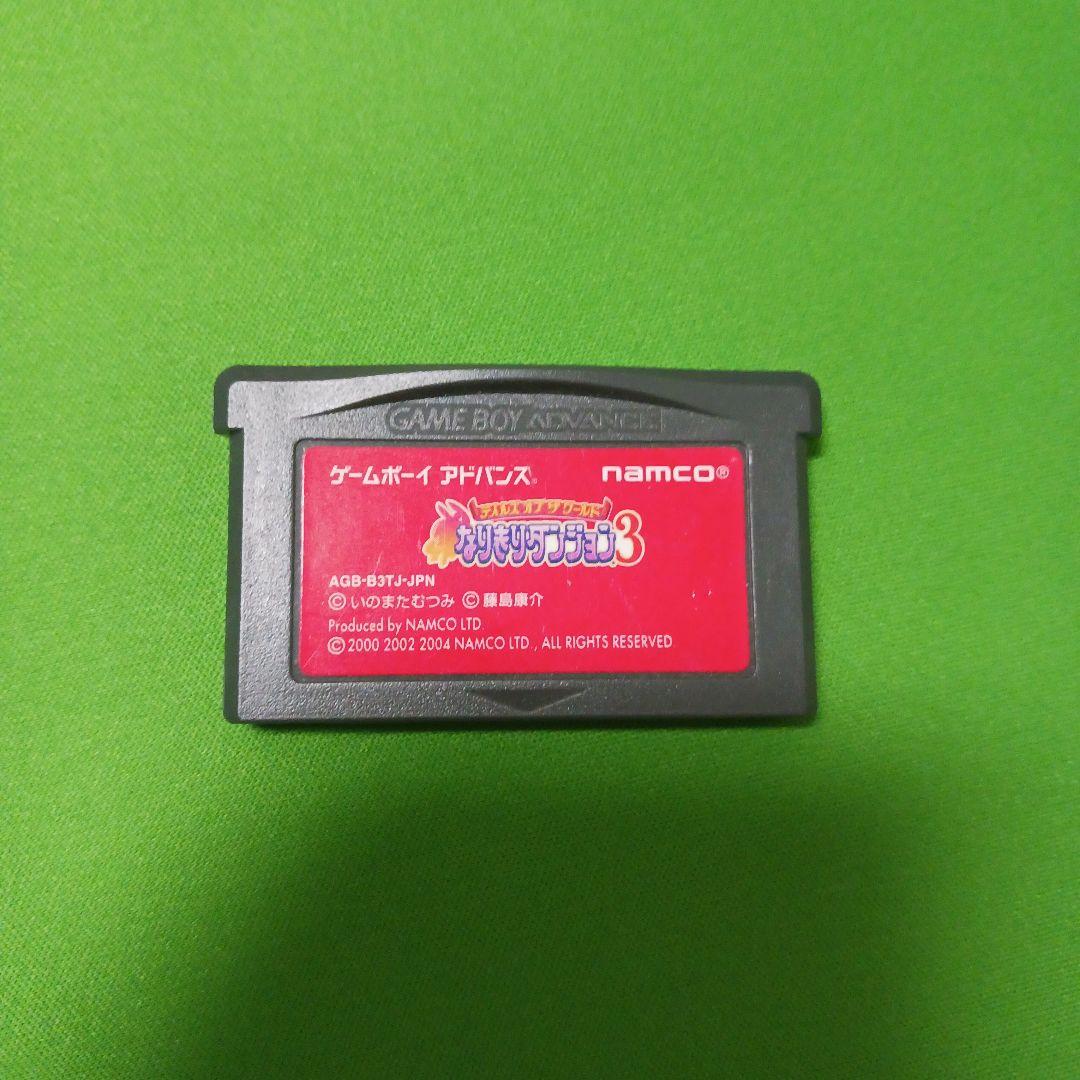 GAME BOY ADVANCE
ゲームボーイ アドバンス® namco®
テイルズ オブ ザ ワールド
なりきりダンジョン3
AGB-B3TJ-JPN
© いのまたむつみ © 藤島康介
Produced by NAMCO LTD.
© 2000 2002 2004 NAMCO LTD., ALL RIGHTS RESERVED.